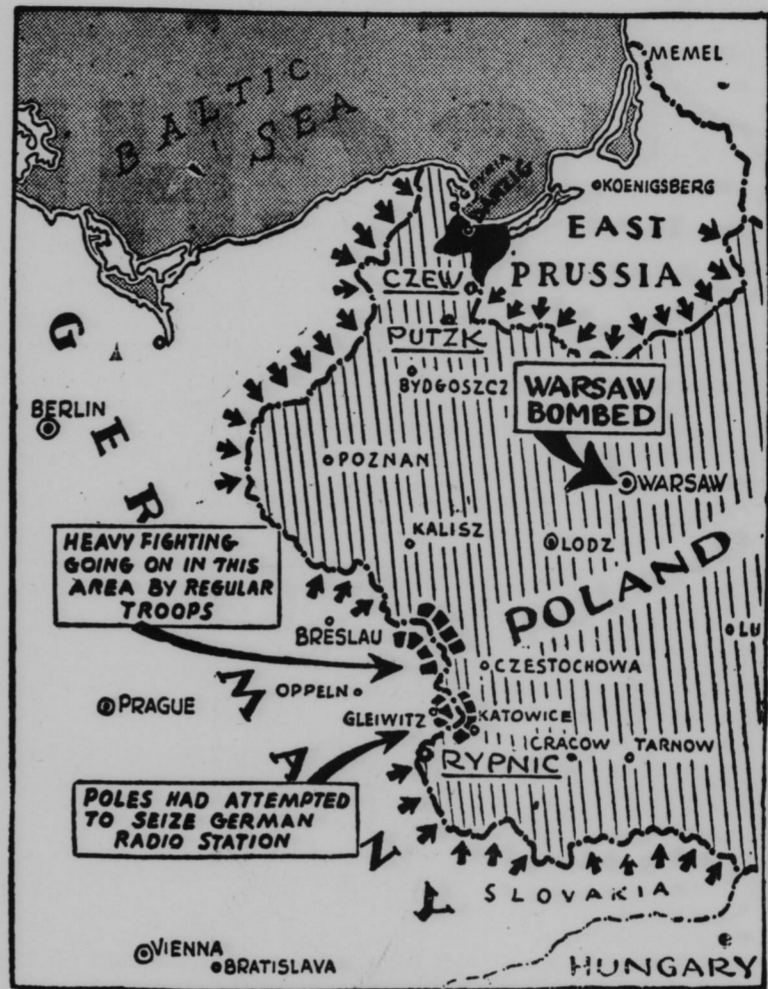 MEMEL
BALTIC
SEA
GDYNIA
DANZIG
KOENIGSBERG
EAST
PRUSSIA
CZEW
PUTZK
BYDGOSZCZ
WARSAW
BOMBED
BERLIN
POZNAN
WARSAW
KALISZ
LODZ
HEAVY FIGHTING
GOING ON IN THIS
AREA BY REGULAR
TROOPS
POLAND
BRESLAU
LU
CZESTOCHOWA
OPPELN
PRAGUE
GLEIWITZ
KATOWICE
CRACOW
TARNOW
RYPNIC
GERMANY
POLES HAD ATTEMPTED
TO SEIZE GERMAN
RADIO STATION
SLOVAKIA
VIENNA
BRATISLAVA
HUNGARY